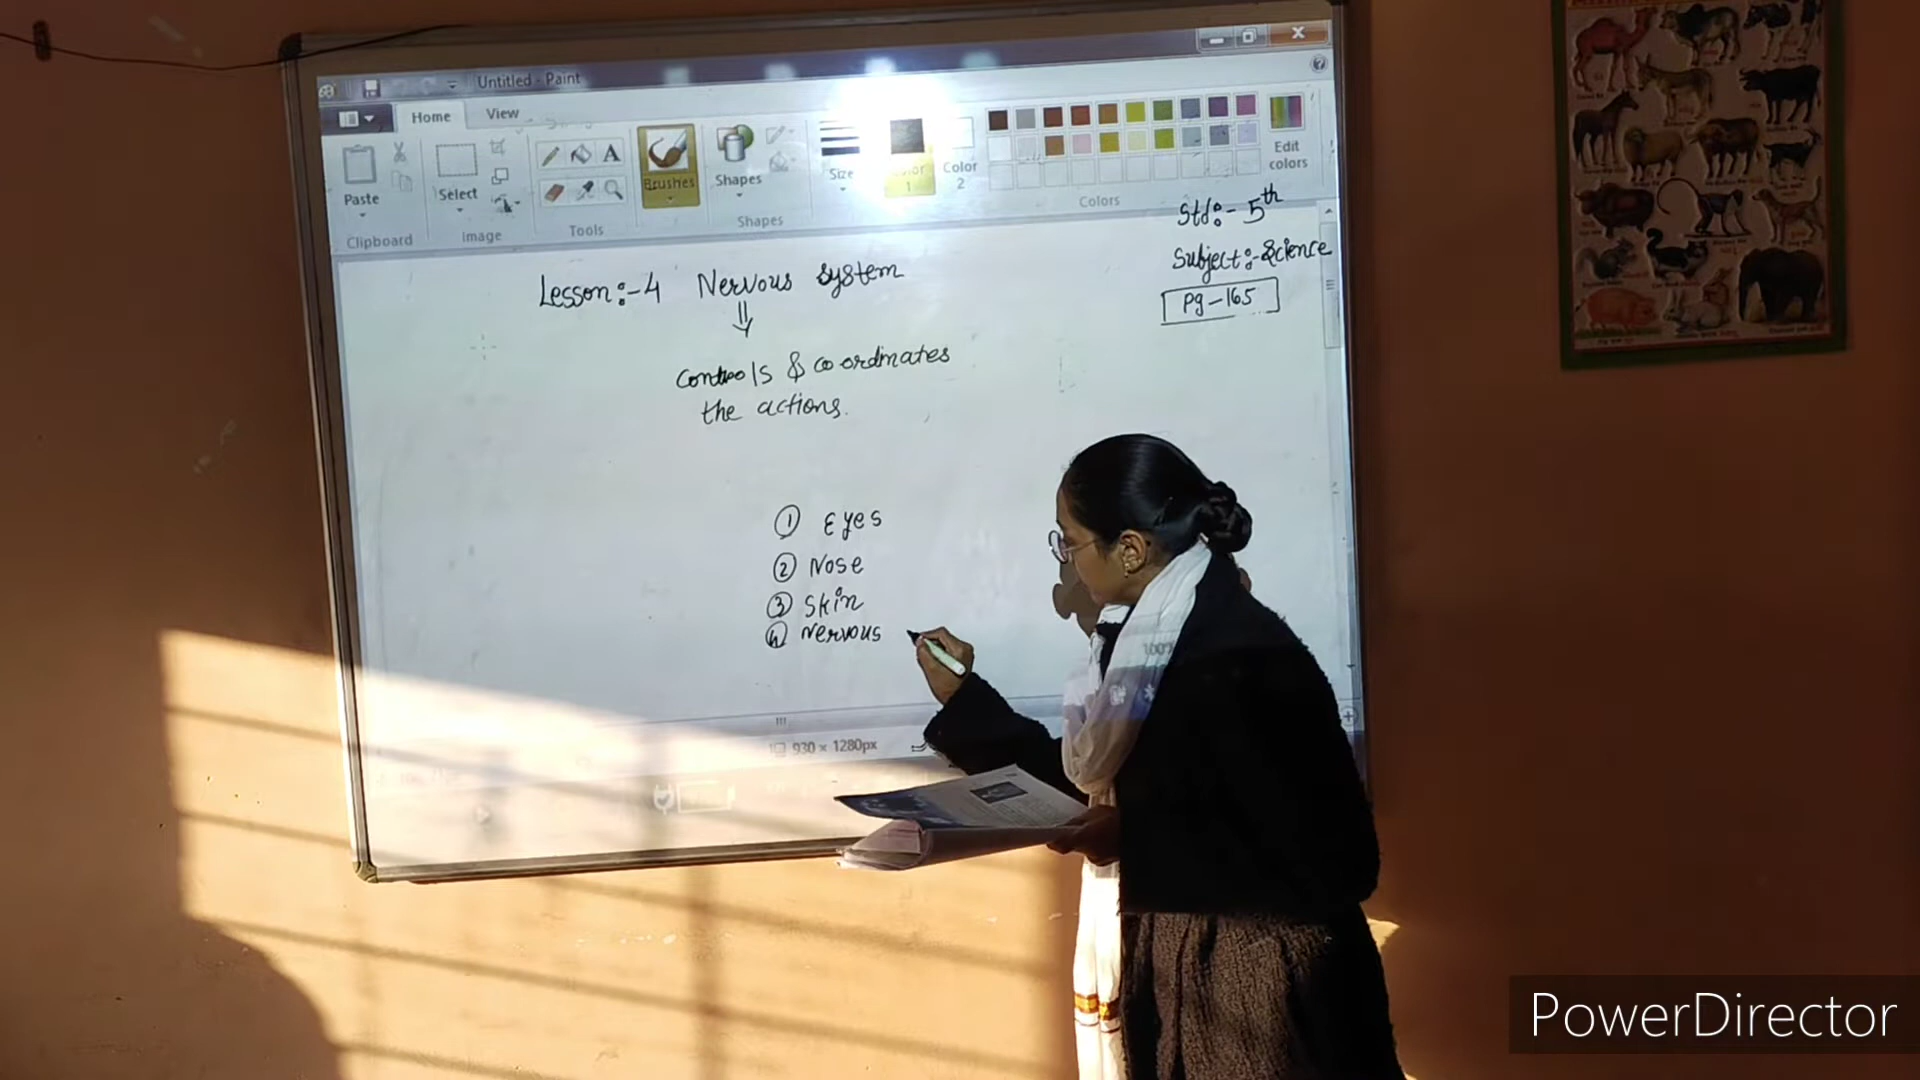 Untitled - Paint
Home View
Paste
Select
Brushes
Shapes
Size
Color 2
Edit colors
Clipboard
Image
Tools
Shapes
Colors
Std:- 5th
Subject:- Science
Pg - 165
Lesson:- 4 Nervous system
controls & coordinates
the actions.
① Eyes
② Nose
③ Skin
④ Nervous
100%
930 × 1280px
PowerDirector